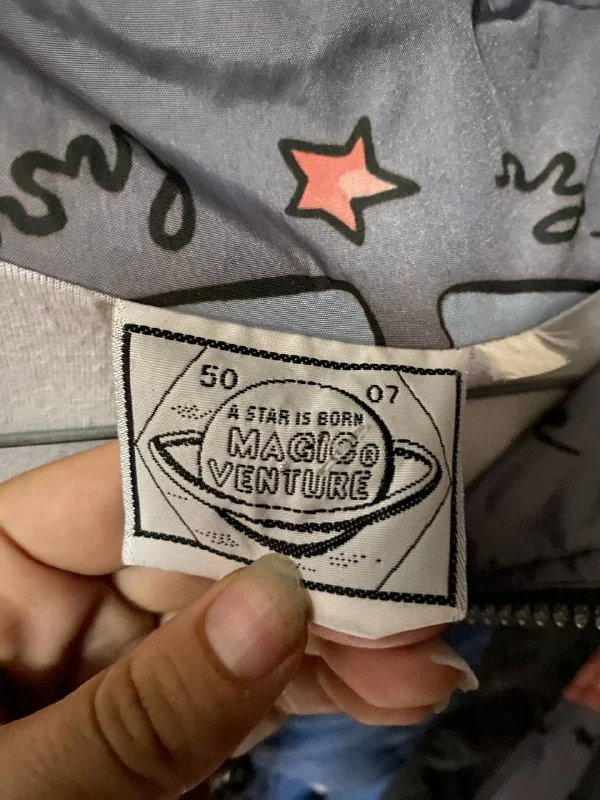 50 07
A STAR IS BORN
MAGIC®
VENTURE